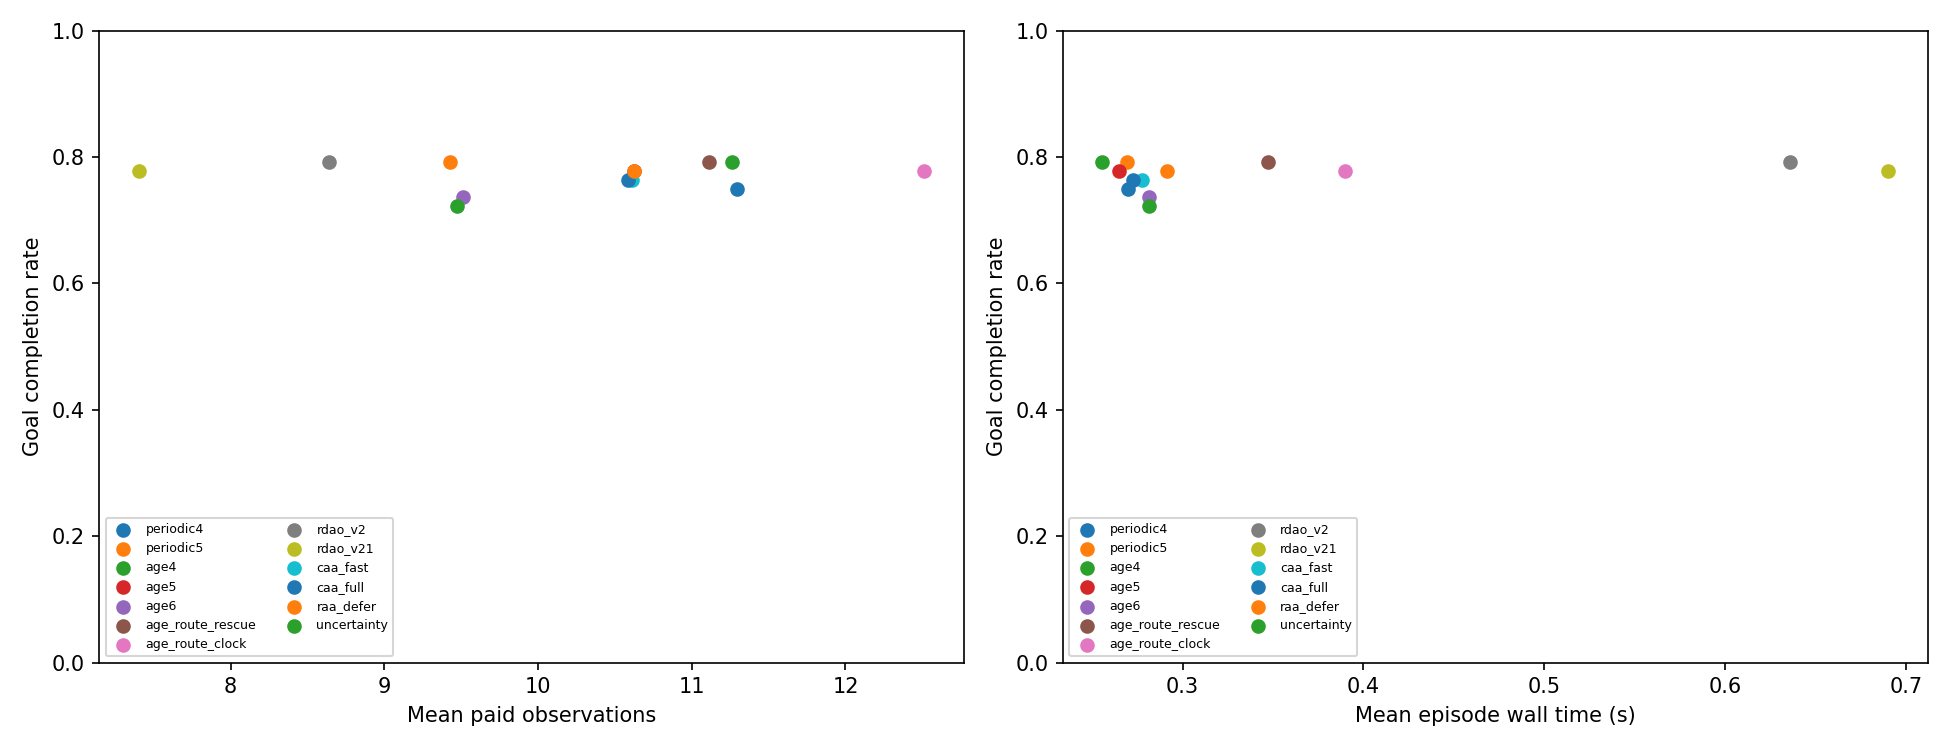 1.0
0.8
0.6
0.4
0.2
0.0
Goal completion rate
periodic4
periodic5
age4
age5
age6
age_route_rescue
age_route_clock
rdao_v2
rdao_v21
caa_fast
caa_full
raa_defer
uncertainty
8 9 10 11 12
Mean paid observations
1.0
0.8
0.6
0.4
0.2
0.0
Goal completion rate
periodic4
periodic5
age4
age5
age6
age_route_rescue
age_route_clock
rdao_v2
rdao_v21
caa_fast
caa_full
raa_defer
uncertainty
0.3 0.4 0.5 0.6 0.7
Mean episode wall time (s)